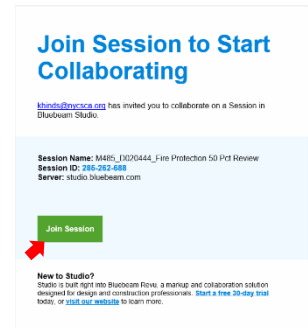 Join Session to Start
Collaborating
khinds@nycsca.org has invited you to collaborate on a Session in
Bluebeam Studio.
Session Name: M485_D020444_Fire Protection 50 Pct Review
Session ID: 286-262-688
Server: studio.bluebeam.com
Join Session
New to Studio?
Studio is built right into Bluebeam Revu, a markup and collaboration solution
designed for design and construction professionals. Start a free 30-day trial
today, or visit our website to learn more.